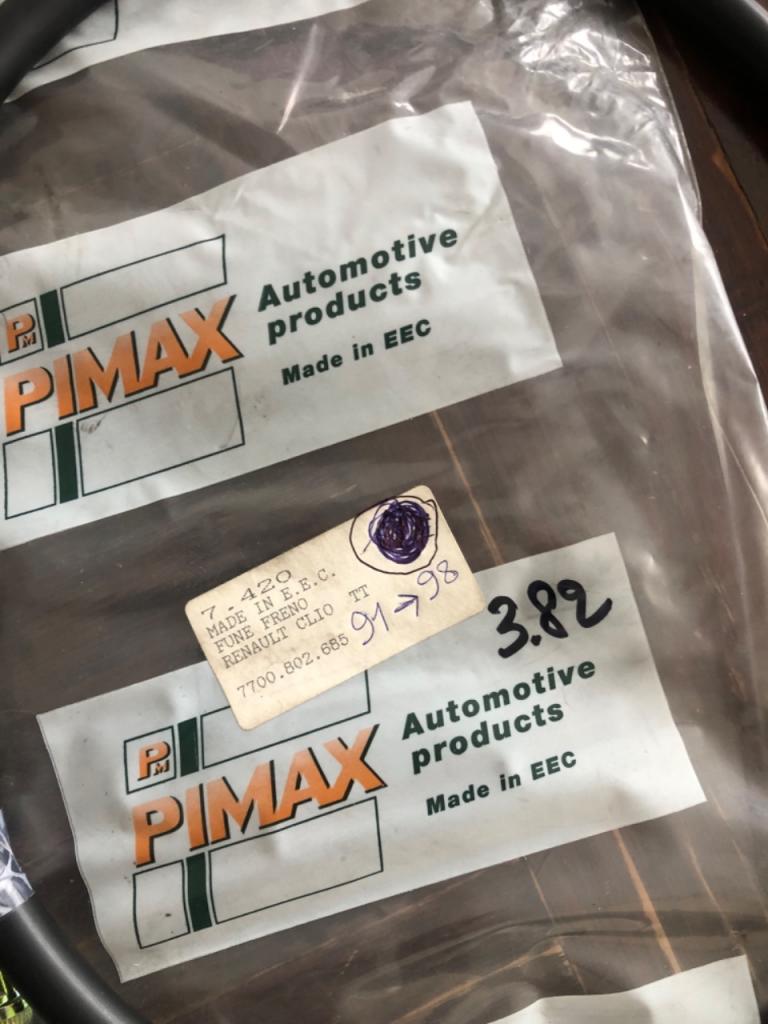 Automotive
products
Made in EEC
PM
PIMAX
7-420
MADE IN E.E.C.
FUNE FRENO
RENAULT CLIO TT
7700.802.685
91→98
3.82
Automotive
products
Made in EEC
PM
PIMAX